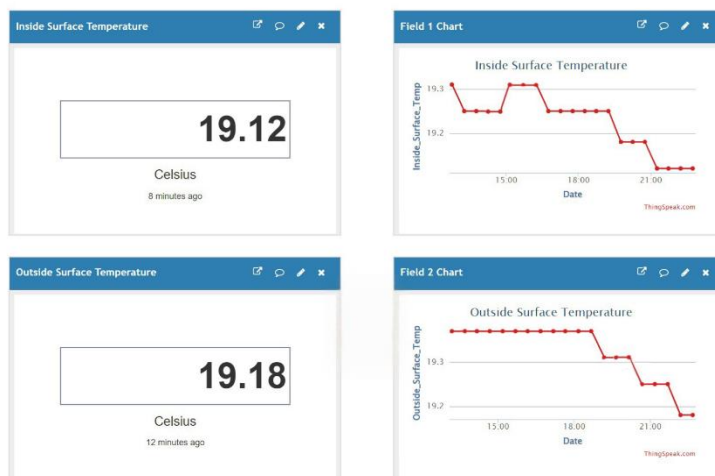 Inside Surface Temperature
19.12
Celsius
8 minutes ago
Field 1 Chart
Inside Surface Temperature
Inside_Surface_Temp
19.3
19.2
15:00 18:00 21:00
Date
ThingSpeak.com
Outside Surface Temperature
19.18
Celsius
12 minutes ago
Field 2 Chart
Outside Surface Temperature
Outside_Surface_Temp
19.3
19.2
15:00 18:00 21:00
Date
ThingSpeak.com